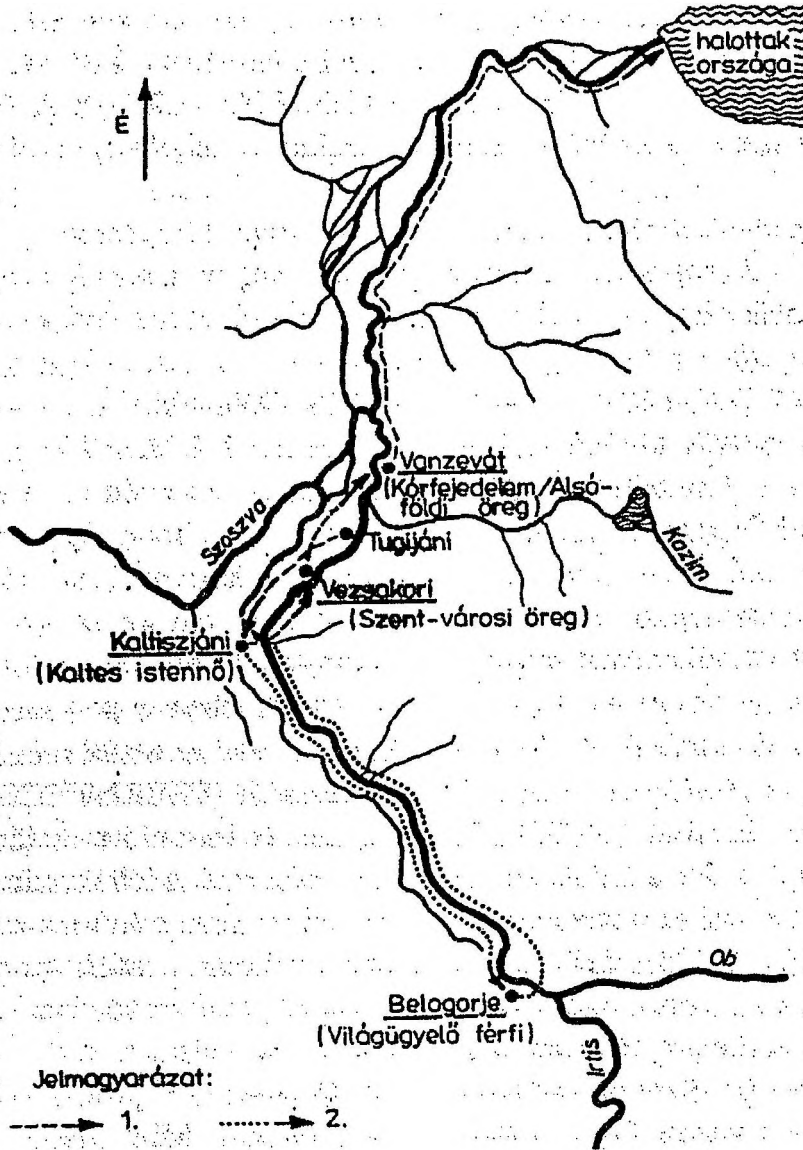 halottak
országa
É
Szoszva
Vanzevát
(Kórfejedelem/Alsó-
földi öreg)
Kazim
Tugijáni
Vezsakori
(Szent-városi öreg)
Kaltiszjáni
(Kaltes istennő)
Ob
Belogorje
(Világügyelő férfi)
Irtis
Jelmagyarázat:
1. 2.